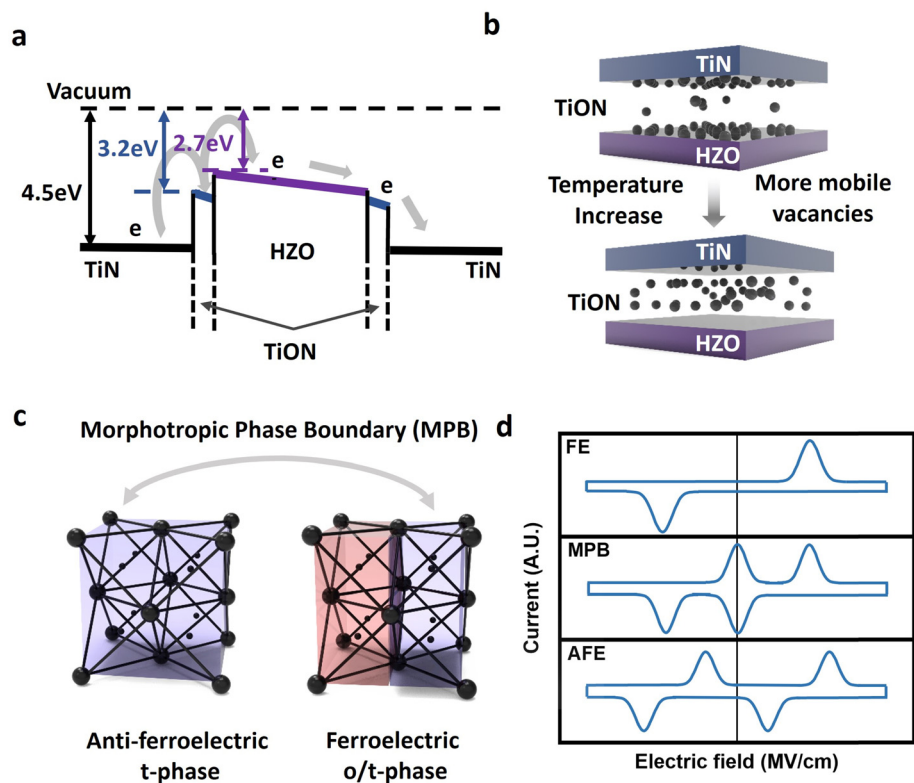 a
Vacuum
3.2eV
2.7eV
4.5eV
e
e
e
TiN
HZO
TiN
TiON
b
TiN
TiON
HZO
Temperature
Increase
More mobile
vacancies
TiN
TiON
HZO
c
Morphotropic Phase Boundary (MPB)
Anti-ferroelectric
t-phase
Ferroelectric
o/t-phase
d
FE
MPB
AFE
Current (A.U.)
Electric field (MV/cm)